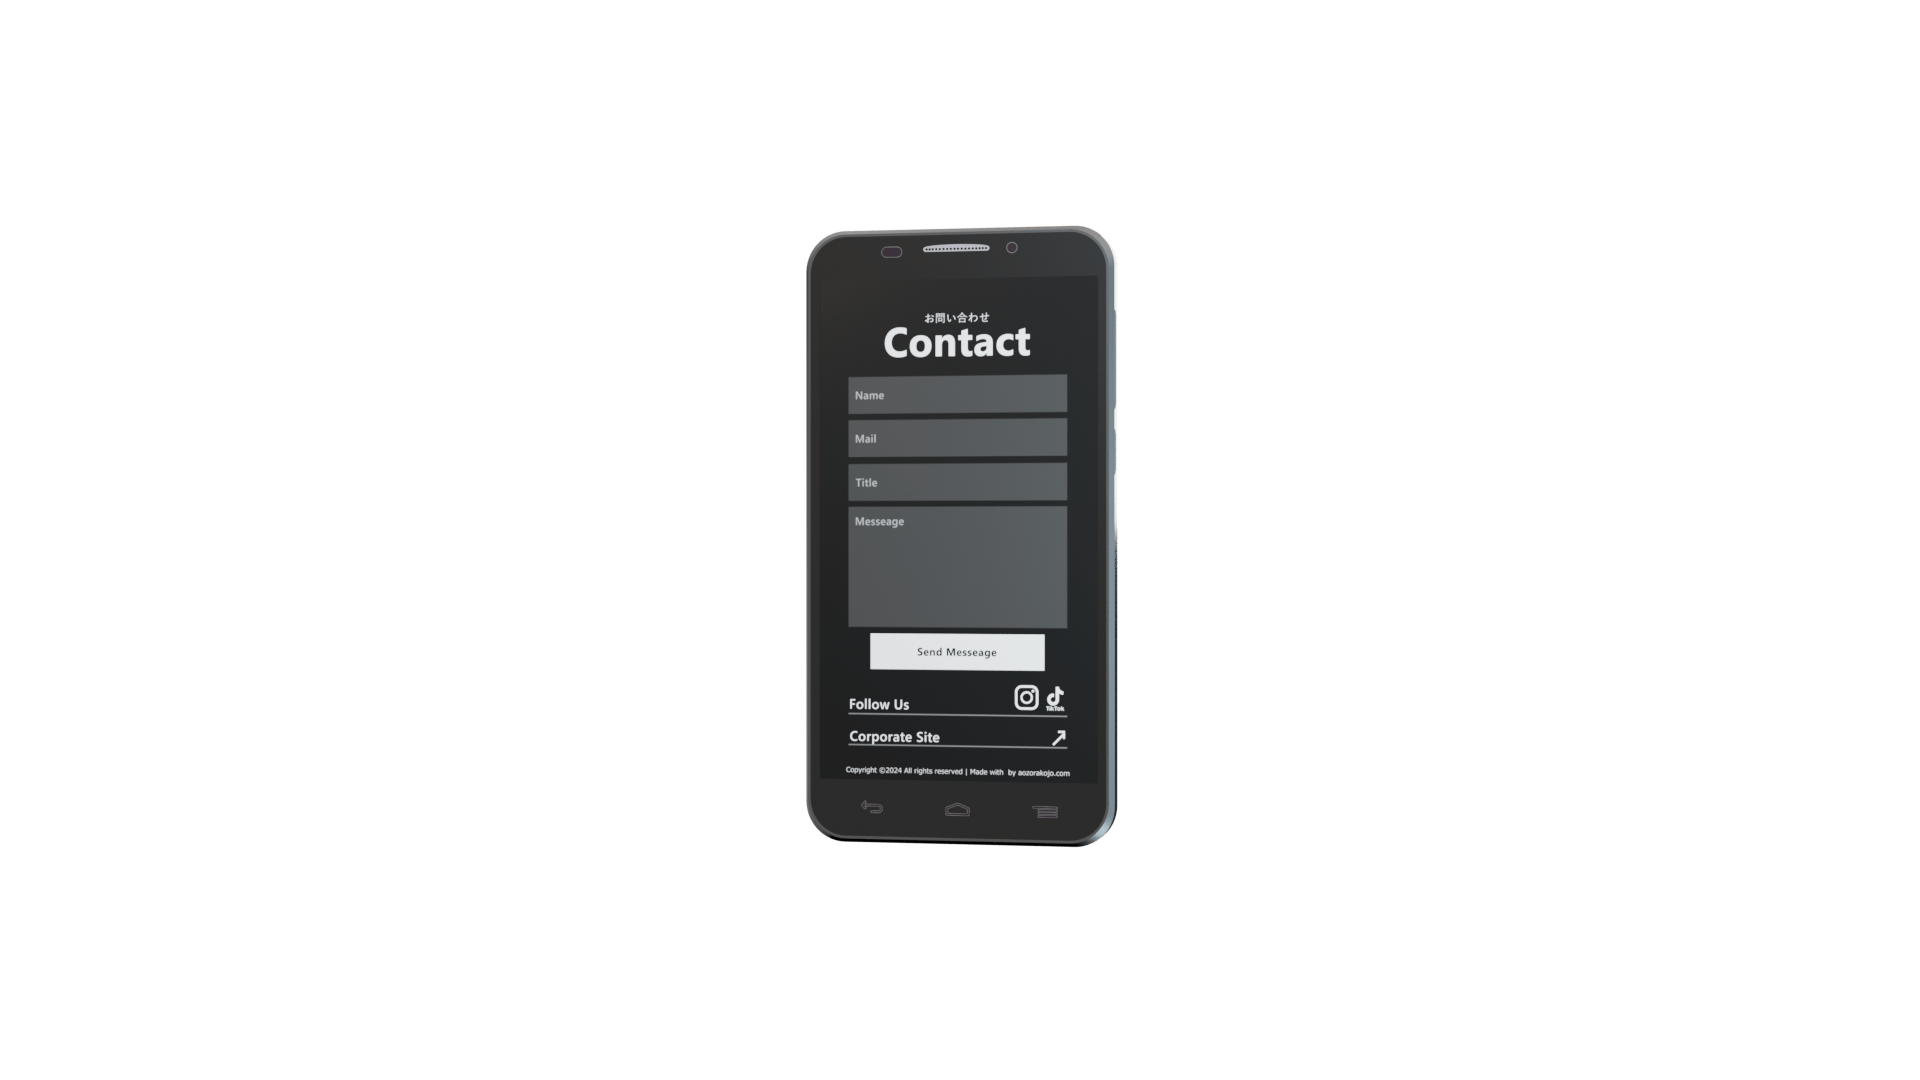 お問い合わせ
Contact
Name
Mail
Title
Messeage
Send Messeage
Follow Us
TikTok
Corporate Site
Copyright ©2024 All rights reserved | Made with by aozorakojo.com